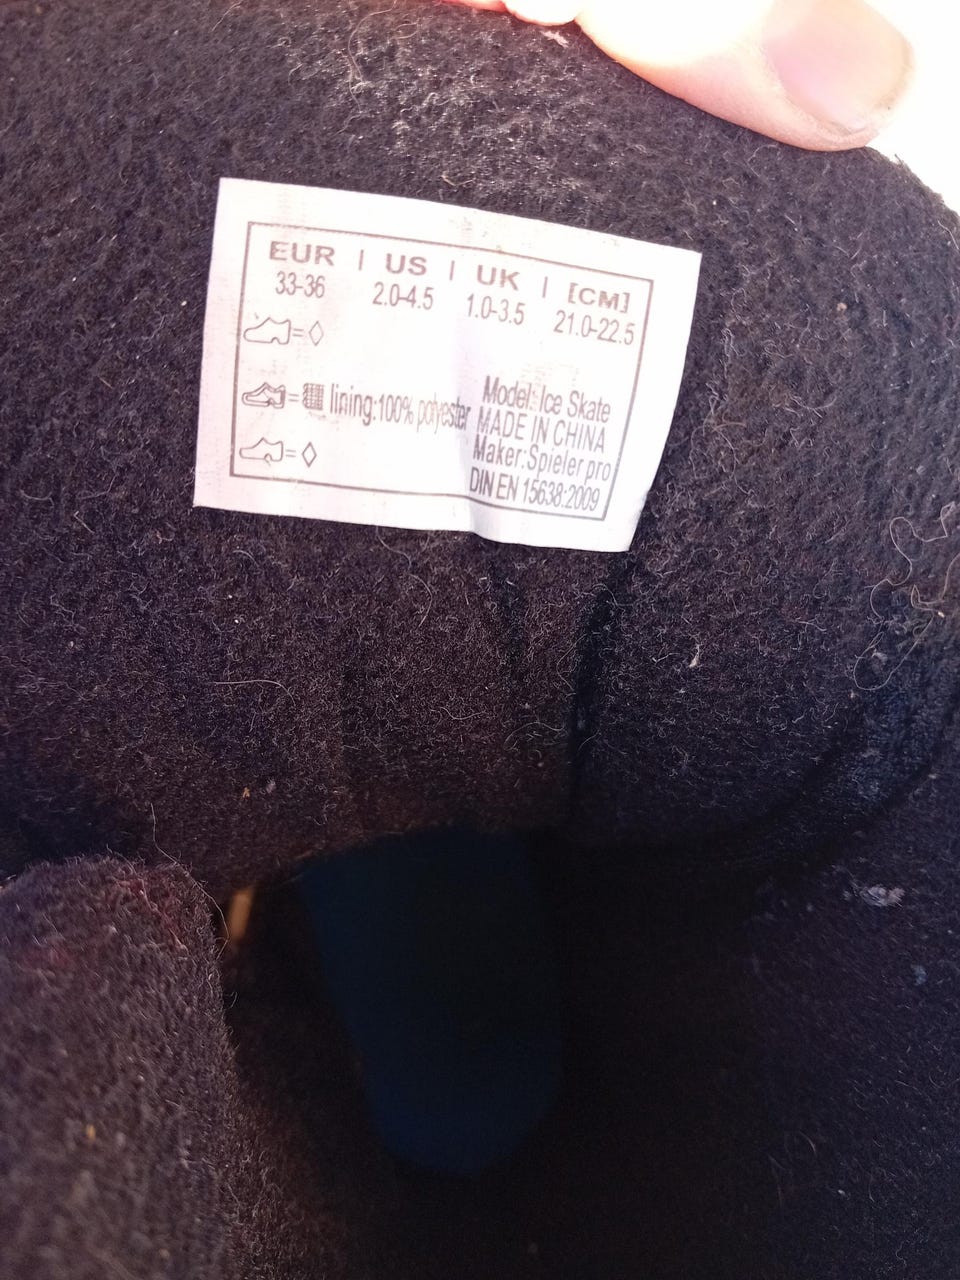 EUR | US | UK | [CM]
33-36 2.0-4.5 1.0-3.5 21.0-22.5
lining:100% polyester
Model: Ice Skate
MADE IN CHINA
Maker:Spieler pro
DIN EN 15638:2009